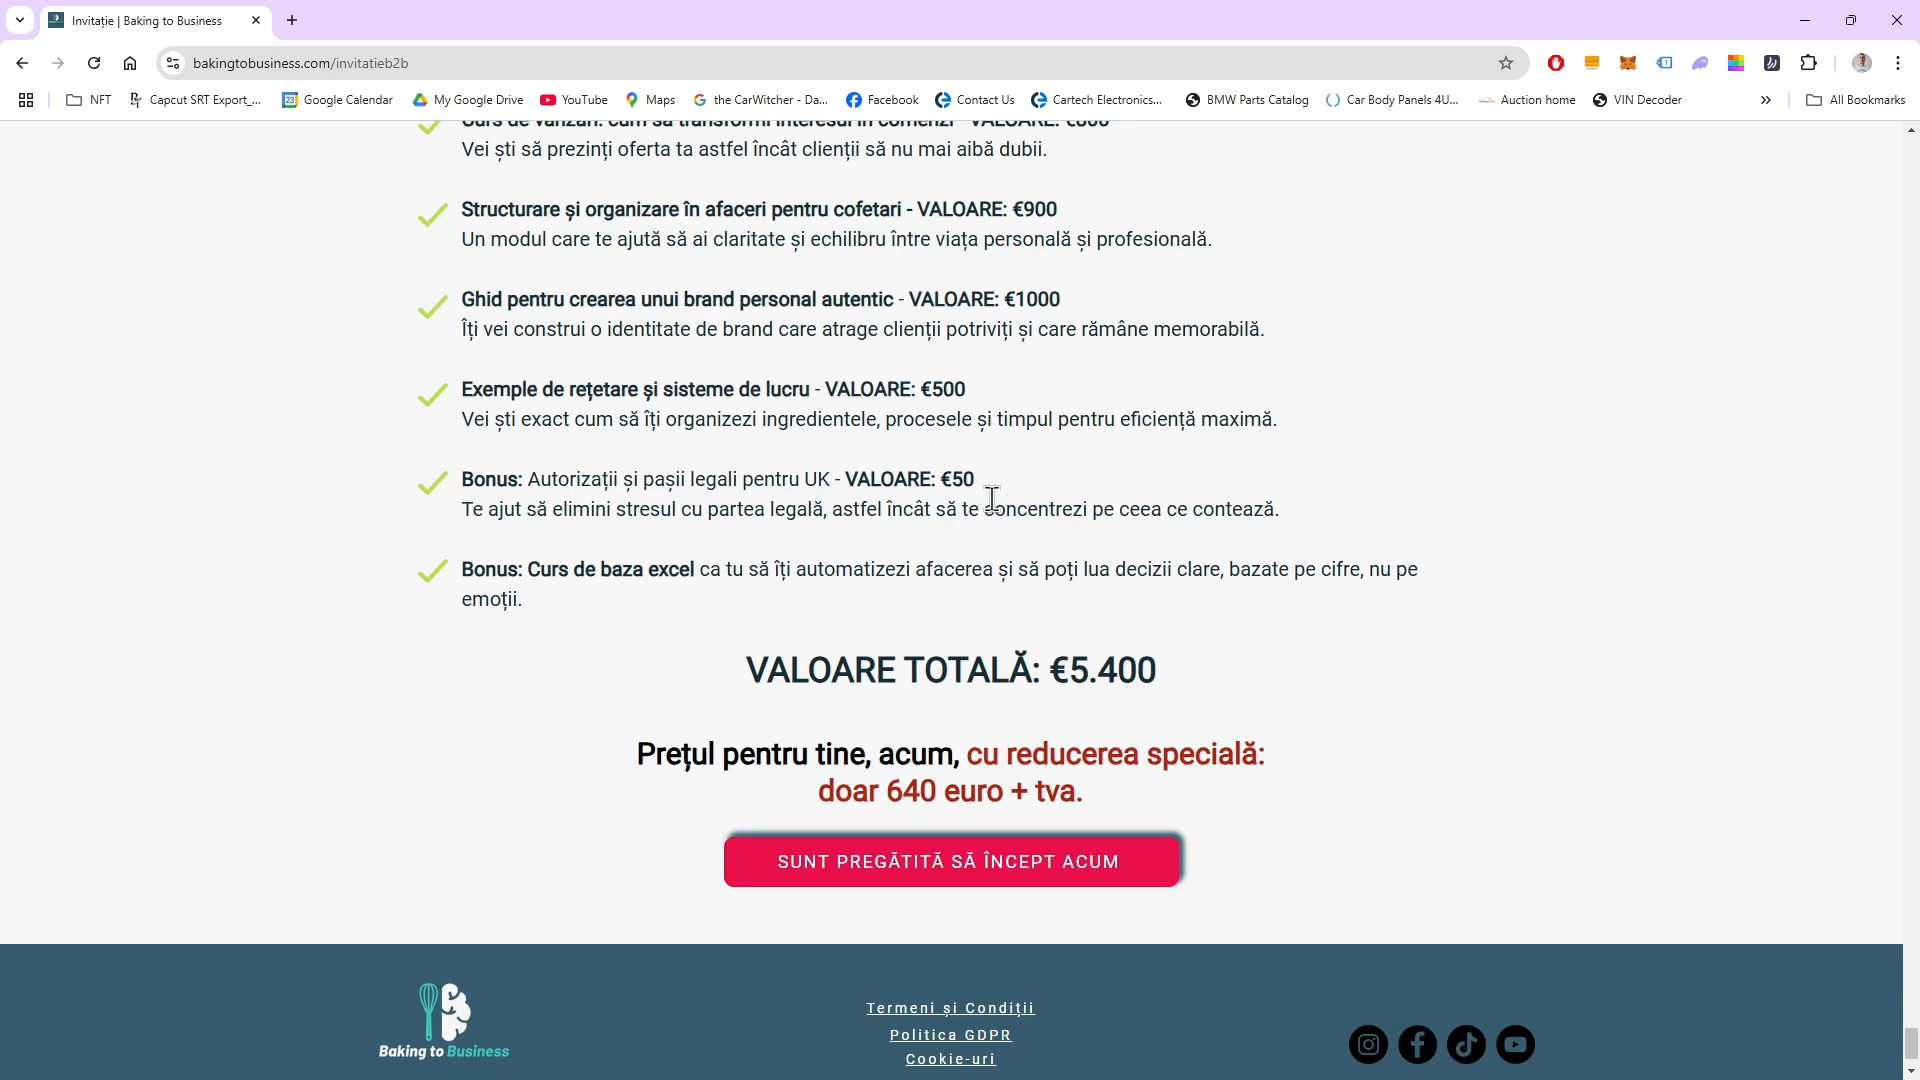 Invitație | Baking to Business
bakingtobusiness.com/invitatieb2b
NFT
Capcut SRT Export_...
Google Calendar
My Google Drive
YouTube
Maps
the CarWitcher - Da...
Facebook
Contact Us
Cartech Electronics...
BMW Parts Catalog
Car Body Panels 4U...
Auction home
VIN Decoder
All Bookmarks
Vei ști să prezinți oferta ta astfel încât clienții să nu mai aibă dubii.
Structurare și organizare în afaceri pentru cofetari - VALOARE: €900
Un modul care te ajută să ai claritate și echilibru între viața personală și profesională.
Ghid pentru crearea unui brand personal autentic - VALOARE: €1000
Îți vei construi o identitate de brand care atrage clienții potriviți și care rămâne memorabilă.
Exemple de rețetare și sisteme de lucru - VALOARE: €500
Vei ști exact cum să îți organizezi ingredientele, procesele și timpul pentru eficiență maximă.
Bonus: Autorizații și pașii legali pentru UK - VALOARE: €50
Te ajut să elimini stresul cu partea legală, astfel încât să te concentrezi pe ceea ce contează.
Bonus: Curs de baza excel ca tu să îți automatizezi afacerea și să poți lua decizii clare, bazate pe cifre, nu pe
emoții.
VALOARE TOTALĂ: €5.400
Prețul pentru tine, acum, cu reducerea specială:
doar 640 euro + tva.
SUNT PREGĂTITĂ SĂ ÎNCEPT ACUM
Baking to Business
Termeni și Condiții
Politica GDPR
Cookie-uri